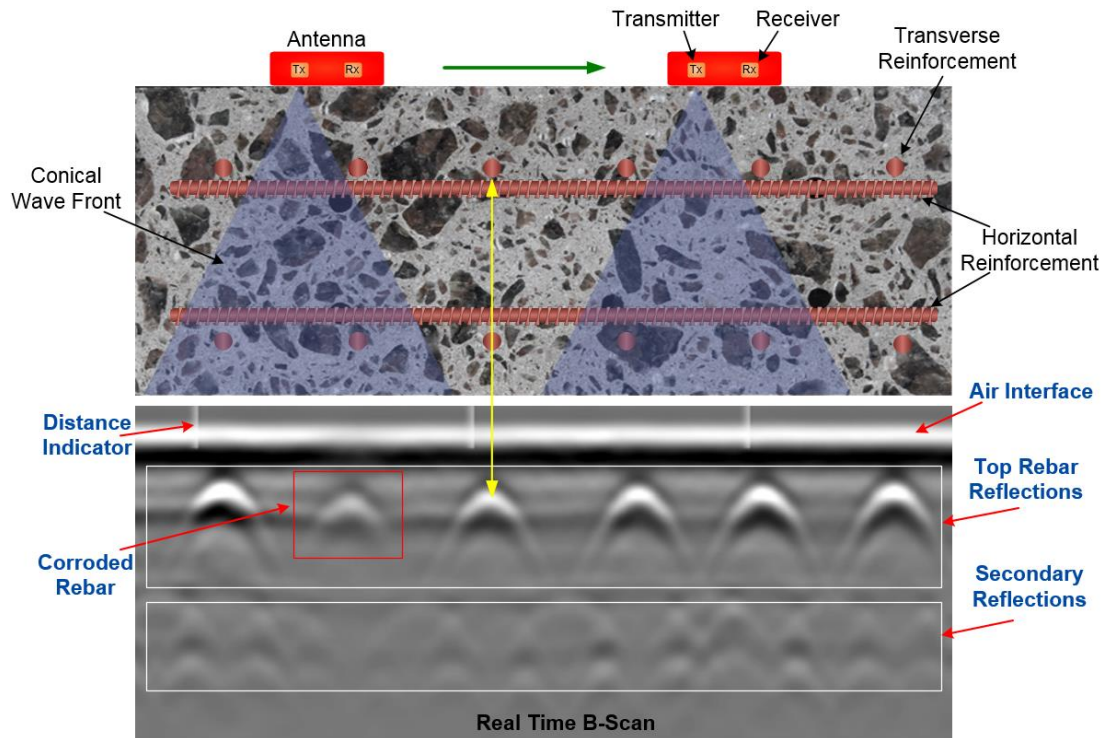 Antenna
Transmitter
Receiver
Transverse
Reinforcement
Tx
Rx
Tx
Rx
Conical
Wave Front
Horizontal
Reinforcement
Distance
Indicator
Air Interface
Top Rebar
Reflections
Corroded
Rebar
Secondary
Reflections
Real Time B-Scan